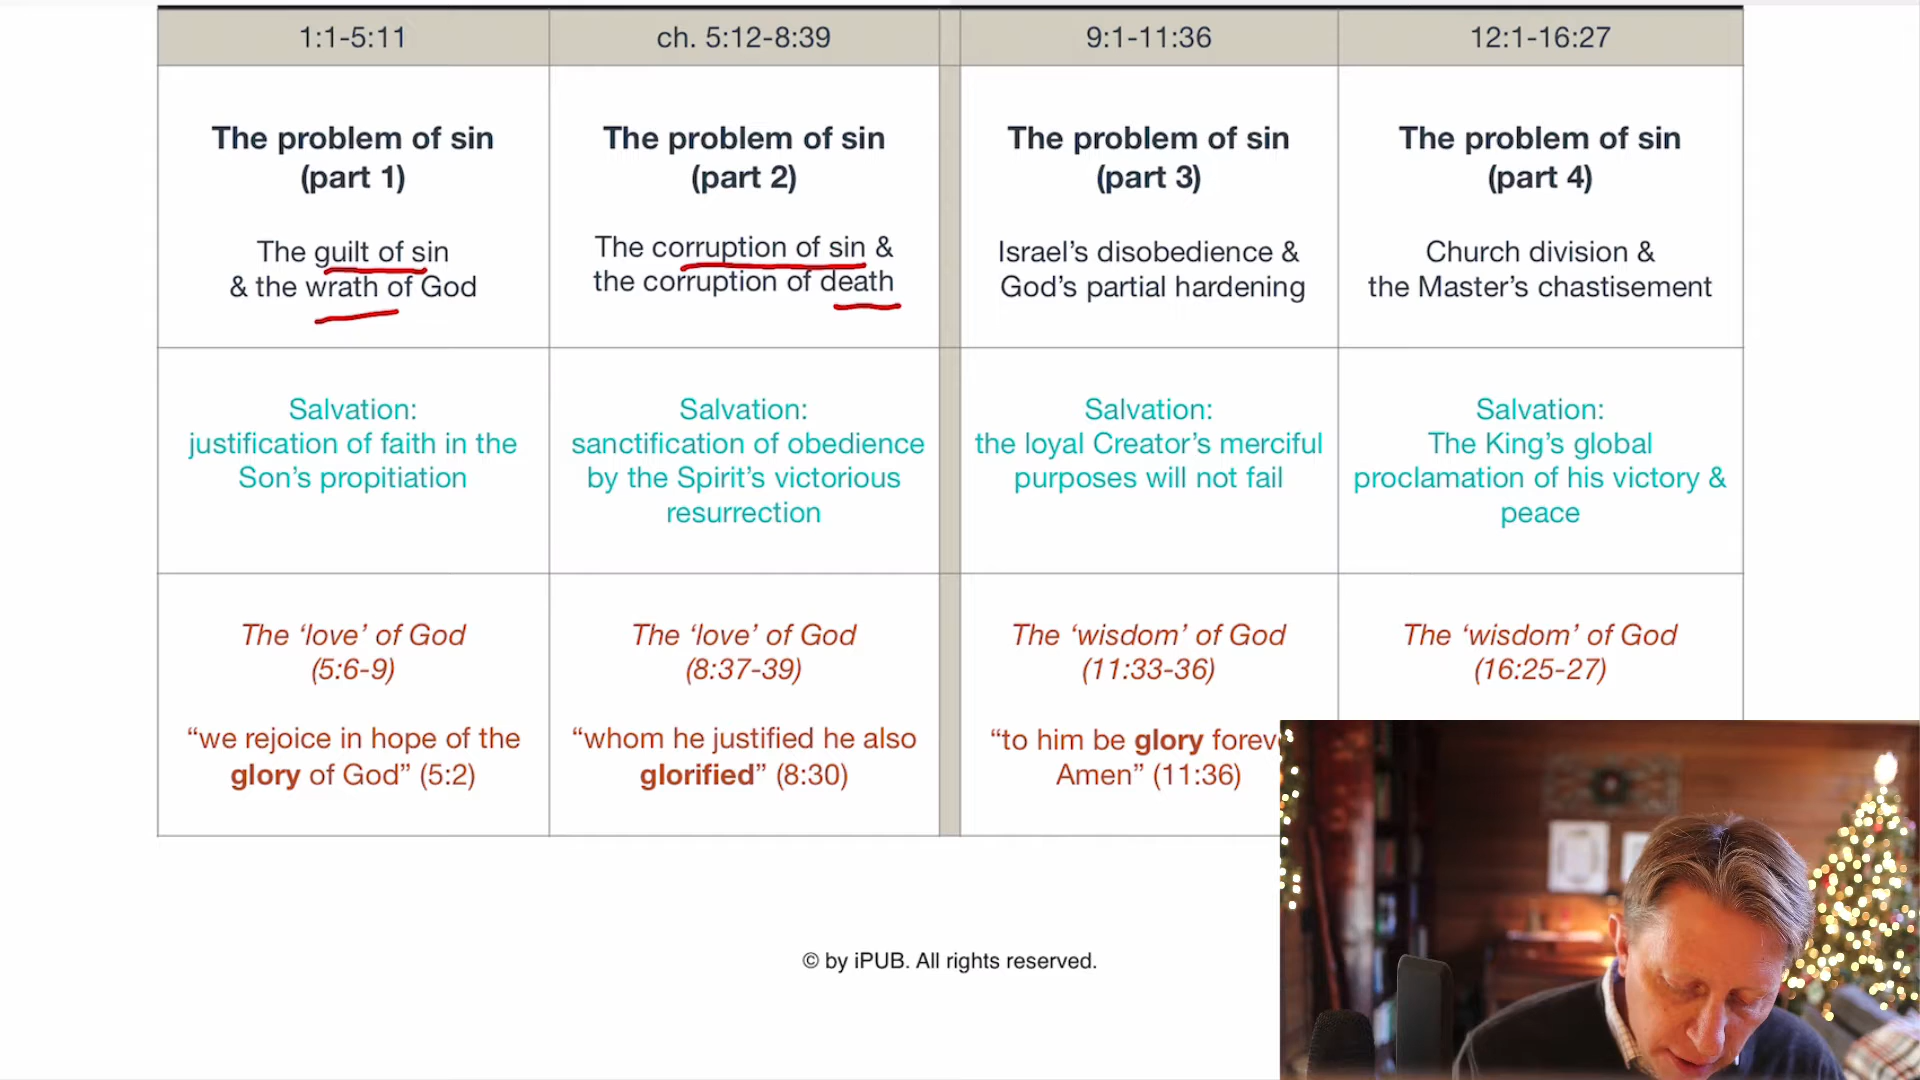 1:1-5:11
ch. 5:12-8:39
9:1-11:36
12:1-16:27
The problem of sin
(part 1)
The guilt of sin
& the wrath of God
The problem of sin
(part 2)
The corruption of sin &
the corruption of death
The problem of sin
(part 3)
Israel’s disobedience &
God’s partial hardening
The problem of sin
(part 4)
Church division &
the Master’s chastisement
Salvation:
justification of faith in the
Son’s propitiation
Salvation:
sanctification of obedience
by the Spirit’s victorious
resurrection
Salvation:
the loyal Creator’s merciful
purposes will not fail
Salvation:
The King’s global
proclamation of his victory &
peace
The ‘love’ of God
(5:6-9)
“we rejoice in hope of the
glory of God” (5:2)
The ‘love’ of God
(8:37-39)
“whom he justified he also
glorified” (8:30)
The ‘wisdom’ of God
(11:33-36)
“to him be glory forev
Amen” (11:36)
The ‘wisdom’ of God
(16:25-27)
© by iPUB. All rights reserved.